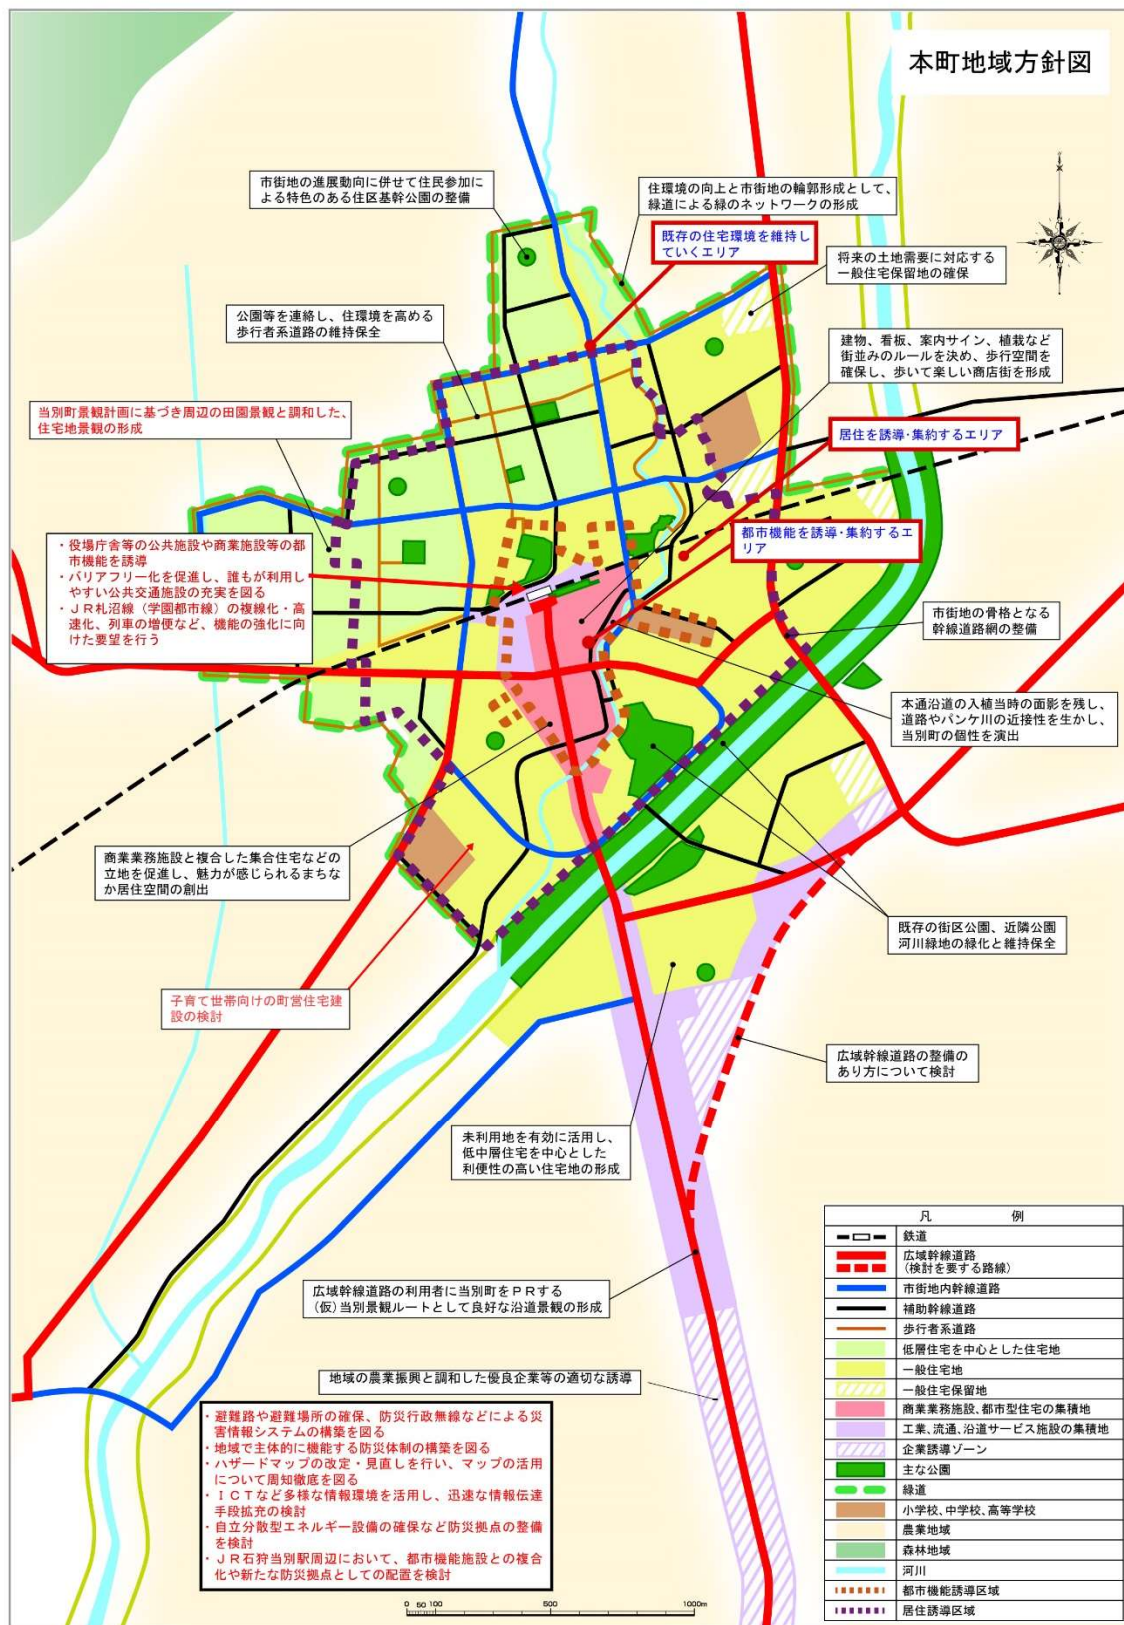 本町地域方針図
市街地の進展動向に併せて住民参加に
よる特色のある住区基幹公園の整備
住環境の向上と市街地の輪郭形成として、
緑道による緑のネットワークの形成
既存の住宅環境を維持し
ていくエリア
将来の土地需要に対応する
一般住宅保留地の確保
公園等を連絡し、住環境を高める
歩行者系道路の維持保全
建物、看板、案内サイン、植栽など
街並みのルールを決め、歩行空間を
確保し、歩いて楽しい商店街を形成
当別町景観計画に基づき周辺の田園景観と調和した、
住宅地景観の形成
居住を誘導・集約するエリア
都市機能を誘導・集約するエ
リア
・役場庁舎等の公共施設や商業施設等の都
市機能を誘導
・バリアフリー化を促進し、誰もが利用し
やすい公共交通施設の充実を図る
・ＪＲ札沼線（学園都市線）の複線化・高
速化、列車の増便など、機能の強化に向
けた要望を行う
市街地の骨格となる
幹線道路網の整備
本通沿道の入植当時の面影を残し、
道路やパンケ川の近接性を生かし、
当別町の個性を演出
商業業務施設と複合した集合住宅などの
立地を促進し、魅力が感じられるまちな
か居住空間の創出
既存の街区公園、近隣公園
河川緑地の緑化と維持保全
子育て世帯向けの町営住宅建
設の検討
広域幹線道路の整備の
あり方について検討
未利用地を有効に活用し、
低中層住宅を中心とした
利便性の高い住宅地の形成
広域幹線道路の利用者に当別町をＰＲする
(仮)当別景観ルートとして良好な沿道景観の形成
地域の農業振興と調和した優良企業等の適切な誘導
・避難路や避難場所の確保、防災行政無線などによる災
害情報システムの構築を図る
・地域で主体的に機能する防災体制の構築を図る
・ハザードマップの改定・見直しを行い、マップの活用
について周知徹底を図る
・ＩＣＴなど多様な情報環境を活用し、迅速な情報伝達
手段拡充の検討
・自立分散型エネルギー設備の確保など防災拠点の整備
を検討
・ＪＲ石狩当別駅周辺において、都市機能施設との複合
化や新たな防災拠点としての配置を検討
凡 例
鉄道
広域幹線道路
(検討を要する路線)
市街地内幹線道路
補助幹線道路
歩行者系道路
低層住宅を中心とした住宅地
一般住宅地
一般住宅保留地
商業業務施設、都市型住宅の集積地
工業、流通、沿道サービス施設の集積地
企業誘導ゾーン
主な公園
緑道
小学校、中学校、高等学校
農業地域
森林地域
河川
都市機能誘導区域
居住誘導区域
0 50 100 500 1000m